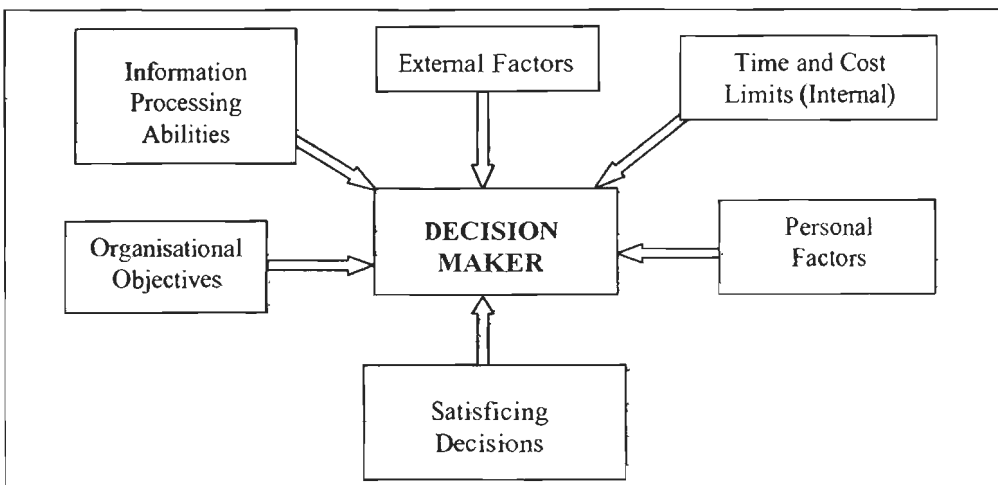 Information
Processing
Abilities
External Factors
Time and Cost
Limits (Internal)
Organisational
Objectives
DECISION
MAKER
Personal
Factors
Satisficing
Decisions